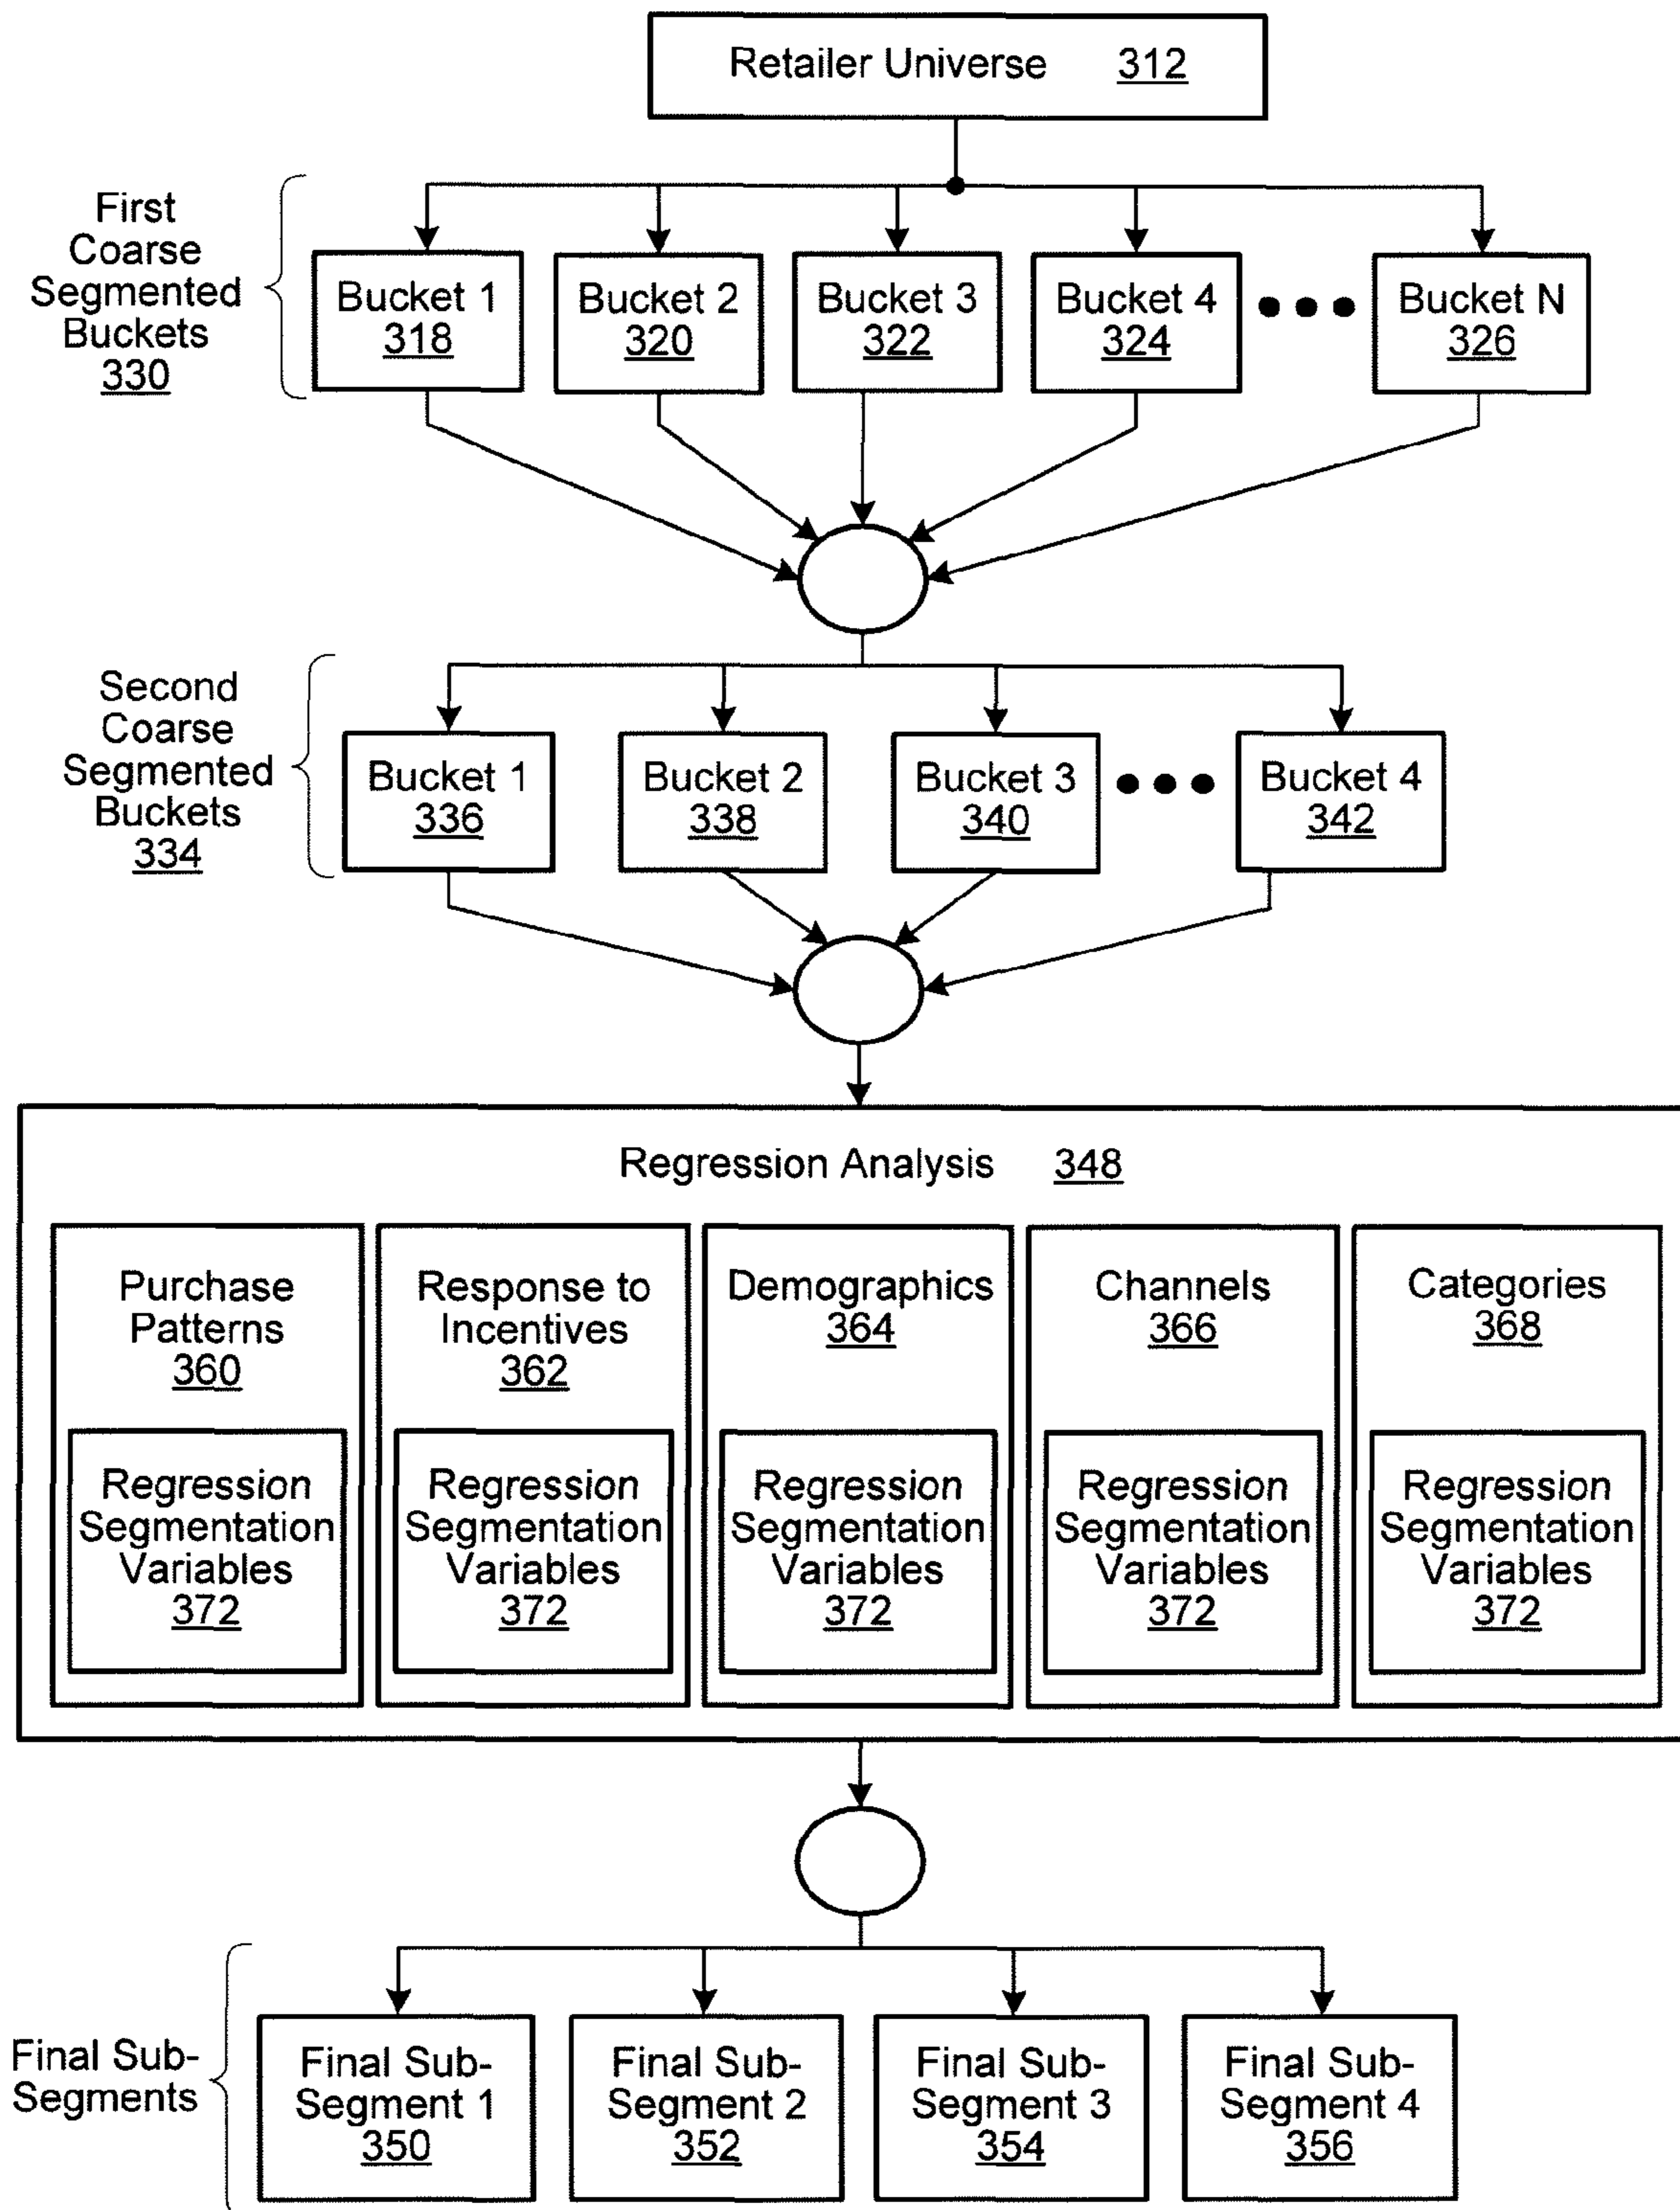 Retailer Universe 312
First
Coarse
Segmented
Buckets
330
Bucket 1
318
Bucket 2
320
Bucket 3
322
Bucket 4
324
Bucket N
326
Second
Coarse
Segmented
Buckets
334
Bucket 1
336
Bucket 2
338
Bucket 3
340
Bucket 4
342
Regression Analysis 348
Purchase
Patterns
360
Regression
Segmentation
Variables
372
Response to
Incentives
362
Regression
Segmentation
Variables
372
Demographics
364
Regression
Segmentation
Variables
372
Channels
366
Regression
Segmentation
Variables
372
Categories
368
Regression
Segmentation
Variables
372
Final Sub-
Segments
Final Sub-
Segment 1
350
Final Sub-
Segment 2
352
Final Sub-
Segment 3
354
Final Sub-
Segment 4
356